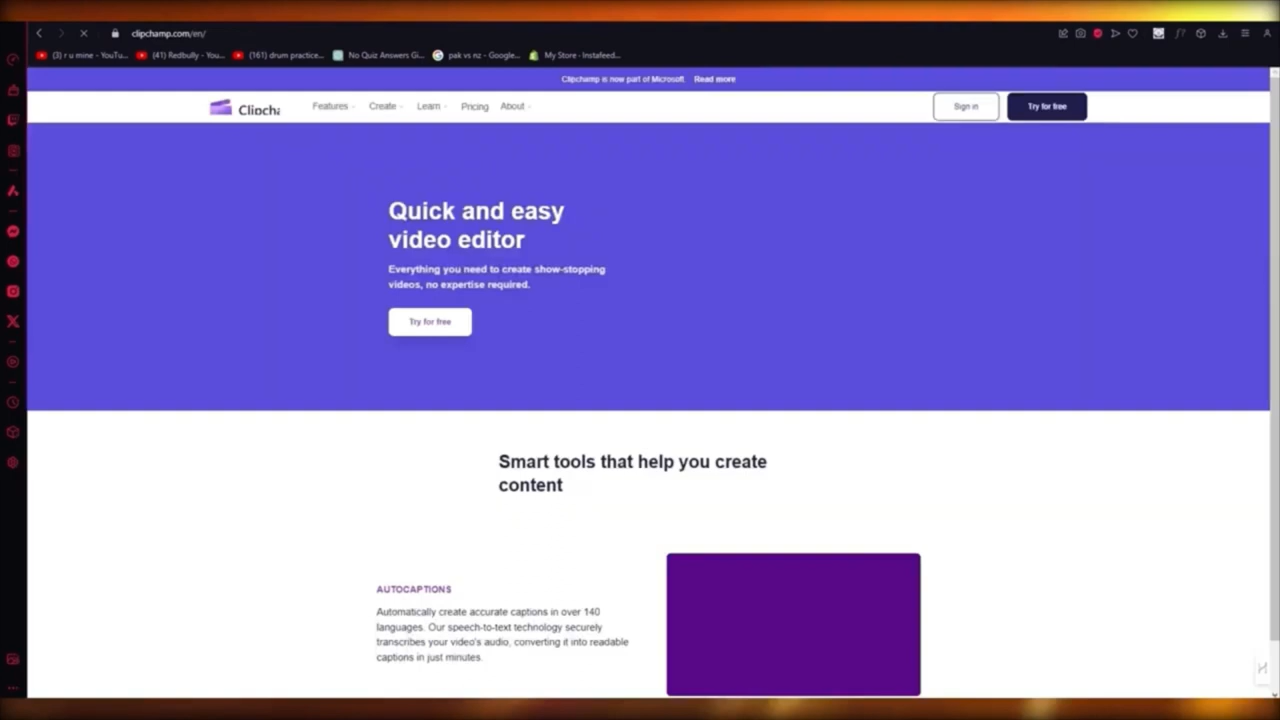 clipchamp.com/en/
(3) r u mine - YouTu... (41) Redbully - You... (161) drum practice... No Quiz Answers Gi... pak vs nz - Google... My Store - Instafeed...
Clipchamp is now part of Microsoft Read more
Clipcha Features Create Learn Pricing About Sign in Try for free
Quick and easy
video editor
Everything you need to create show-stopping
videos, no expertise required.
Try for free
Smart tools that help you create
content
AUTOCAPTIONS
Automatically create accurate captions in over 140
languages. Our speech-to-text technology securely
transcribes your video's audio, converting it into readable
captions in just minutes.